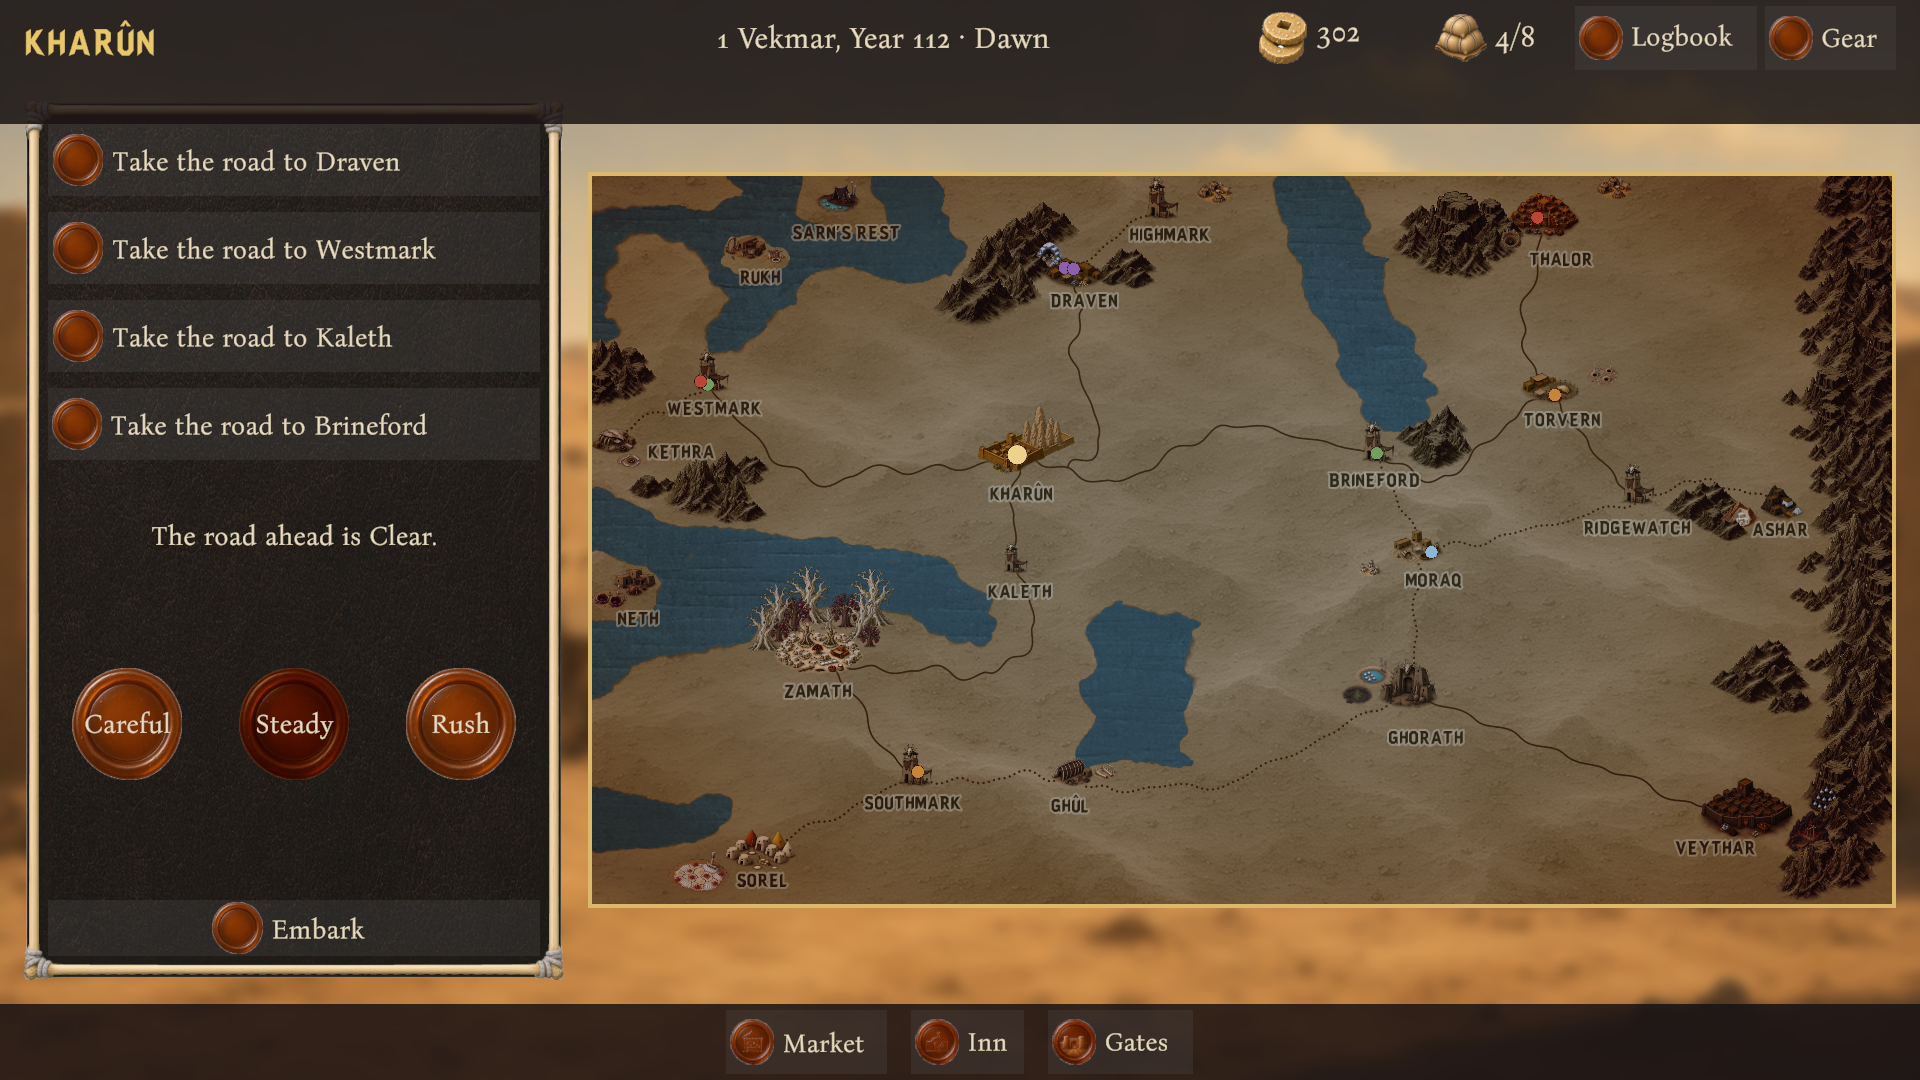 KHARÛN
1 Vekmar, Year 112 · Dawn
302
4/8
Logbook
Gear
Take the road to Draven
Take the road to Westmark
Take the road to Kaleth
Take the road to Brineford
The road ahead is Clear.
Careful
Steady
Rush
Embark
SARN'S REST
HIGHMARK
RUKH
THALOR
DRAVEN
WESTMARK
TORVERN
KETHRA
KHARÛN
BRINEFORD
RIDGEWATCH
ASHAR
KALETH
MORAQ
NETH
ZAMATH
GHORATH
SOUTHMARK
GHÛL
VEYTHAR
SOREL
Market
Inn
Gates